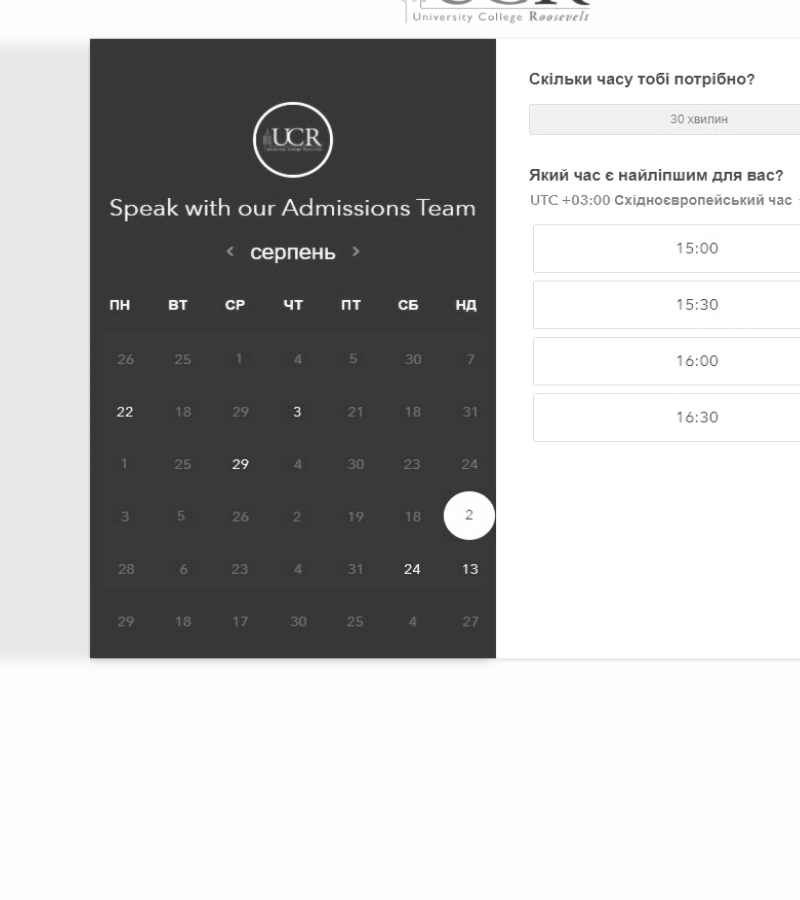 University College Roosevelt
UCR
Speak with our Admissions Team
‹ серпень ›
ПН ВТ СР ЧТ ПТ СБ НД
26 25 1 4 5 30 7
22 18 29 3 21 18 31
1 25 29 4 30 23 24
3 5 26 2 19 18 2
28 6 23 4 31 24 13
29 18 17 30 25 4 27
Скільки часу тобі потрібно?
30 хвилин
Який час є найліпшим для вас?
UTC +03:00 Східноєвропейський час
15:00
15:30
16:00
16:30